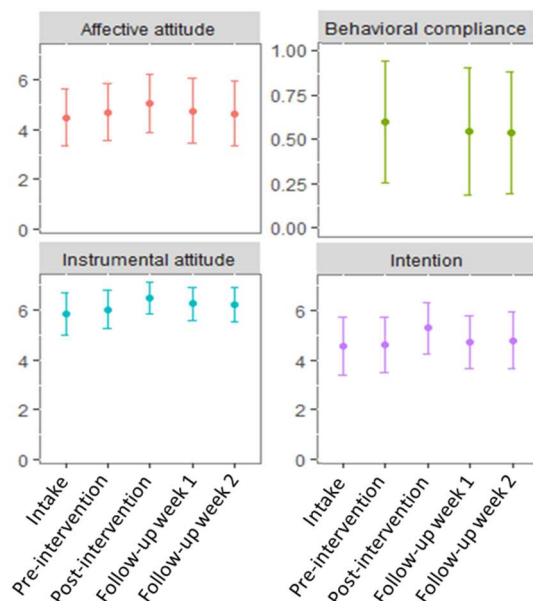 Affective attitude
Behavioral compliance
6
4
2
0
1.00
0.75
0.50
0.25
0.00
Instrumental attitude
Intention
6
4
2
0
6
4
2
0
Intake
Pre-intervention
Post-intervention
Follow-up week 1
Follow-up week 2
Intake
Pre-intervention
Post-intervention
Follow-up week 1
Follow-up week 2